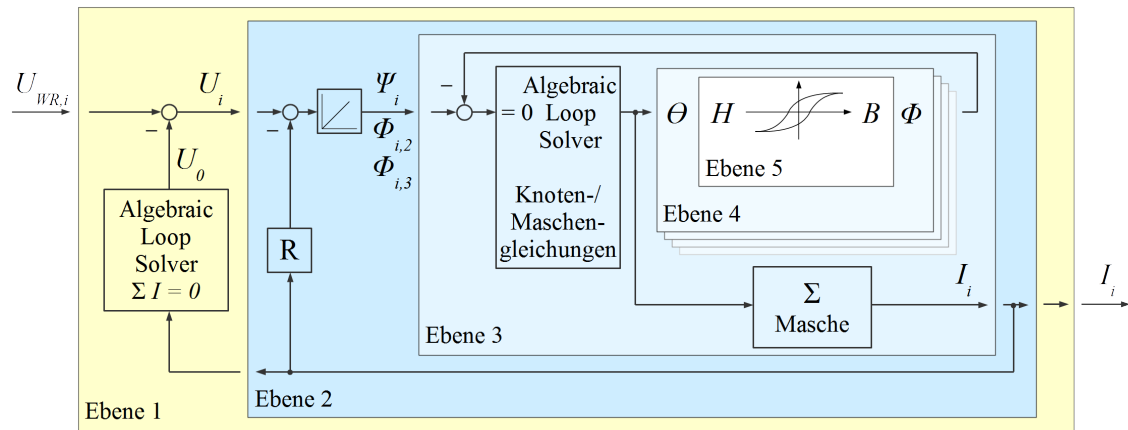 U_WR,i
U_i
−
U_0
Algebraic
Loop
Solver
Σ I = 0
Ebene 1
−
R
Ebene 2
Ψ_i
Φ_i,2
Φ_i,3
−
= 0 Algebraic
Loop
Solver
Knoten-/
Maschen-
gleichungen
Ebene 3
Θ
H
B
Φ
Ebene 5
Ebene 4
Σ
Masche
I_i
I_i